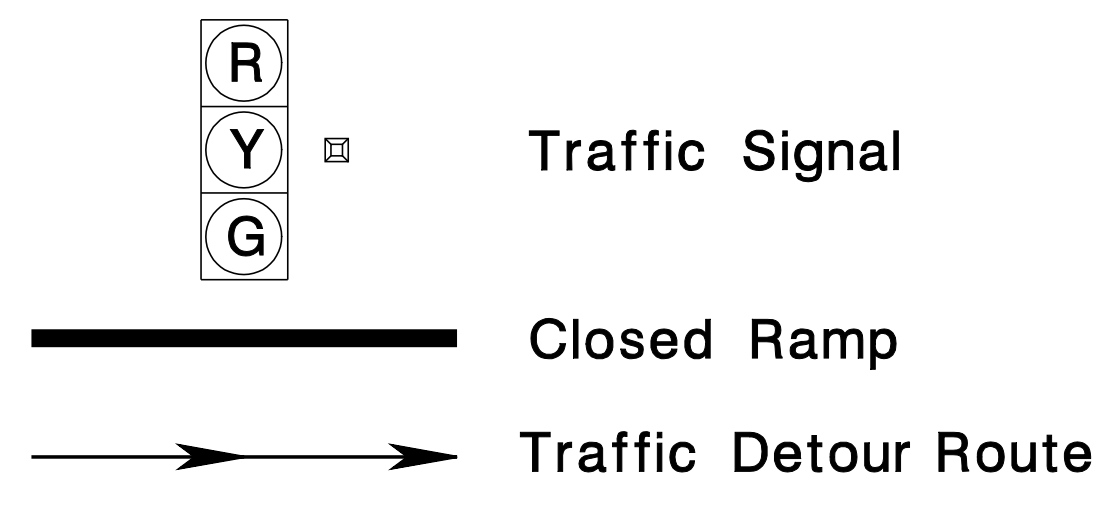 R
Y
G
Traffic Signal
Closed Ramp
Traffic Detour Route